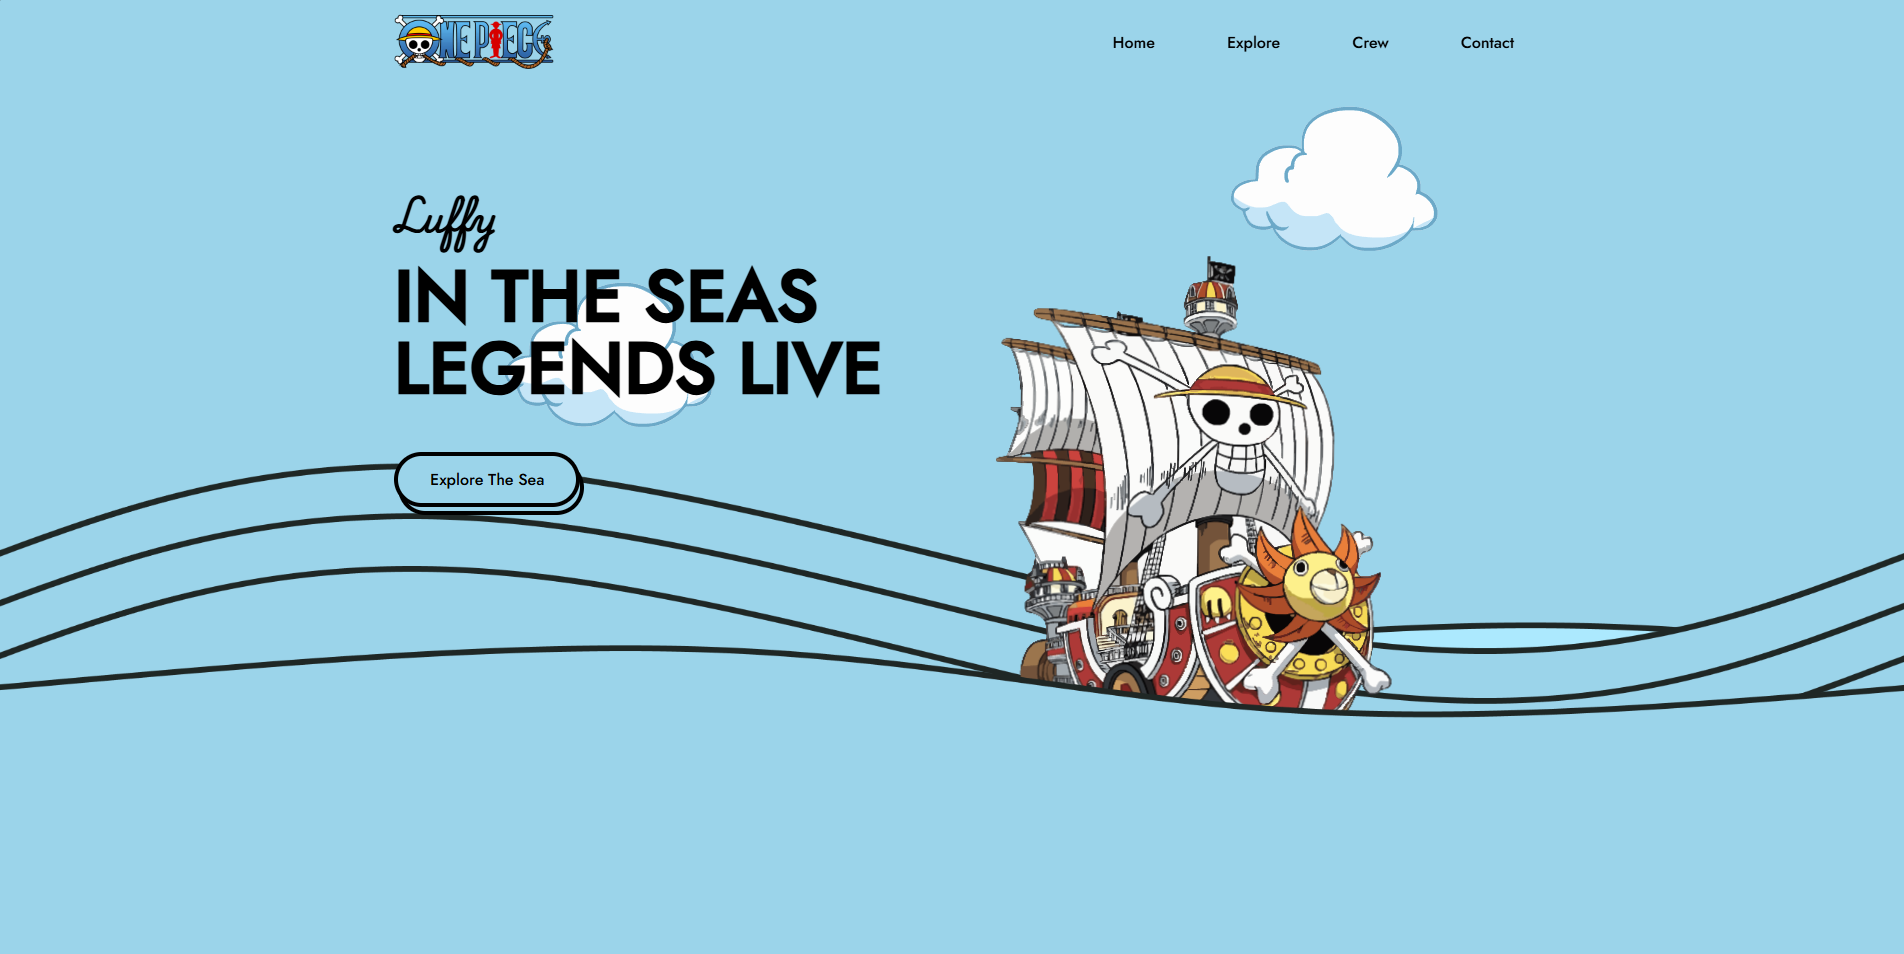 ONE PIECE
Home
Explore
Crew
Contact
Luffy
IN THE SEAS
LEGENDS LIVE
Explore The Sea